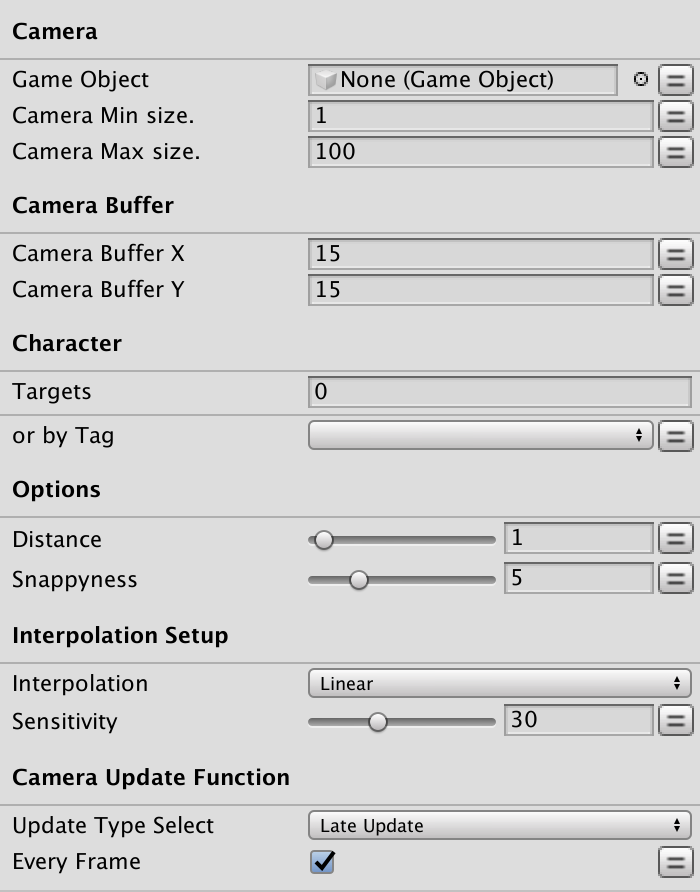 Camera
Game Object None (Game Object)
Camera Min size. 1
Camera Max size. 100
Camera Buffer
Camera Buffer X 15
Camera Buffer Y 15
Character
Targets 0
or by Tag
Options
Distance 1
Snappyness 5
Interpolation Setup
Interpolation Linear
Sensitivity 30
Camera Update Function
Update Type Select Late Update
Every Frame